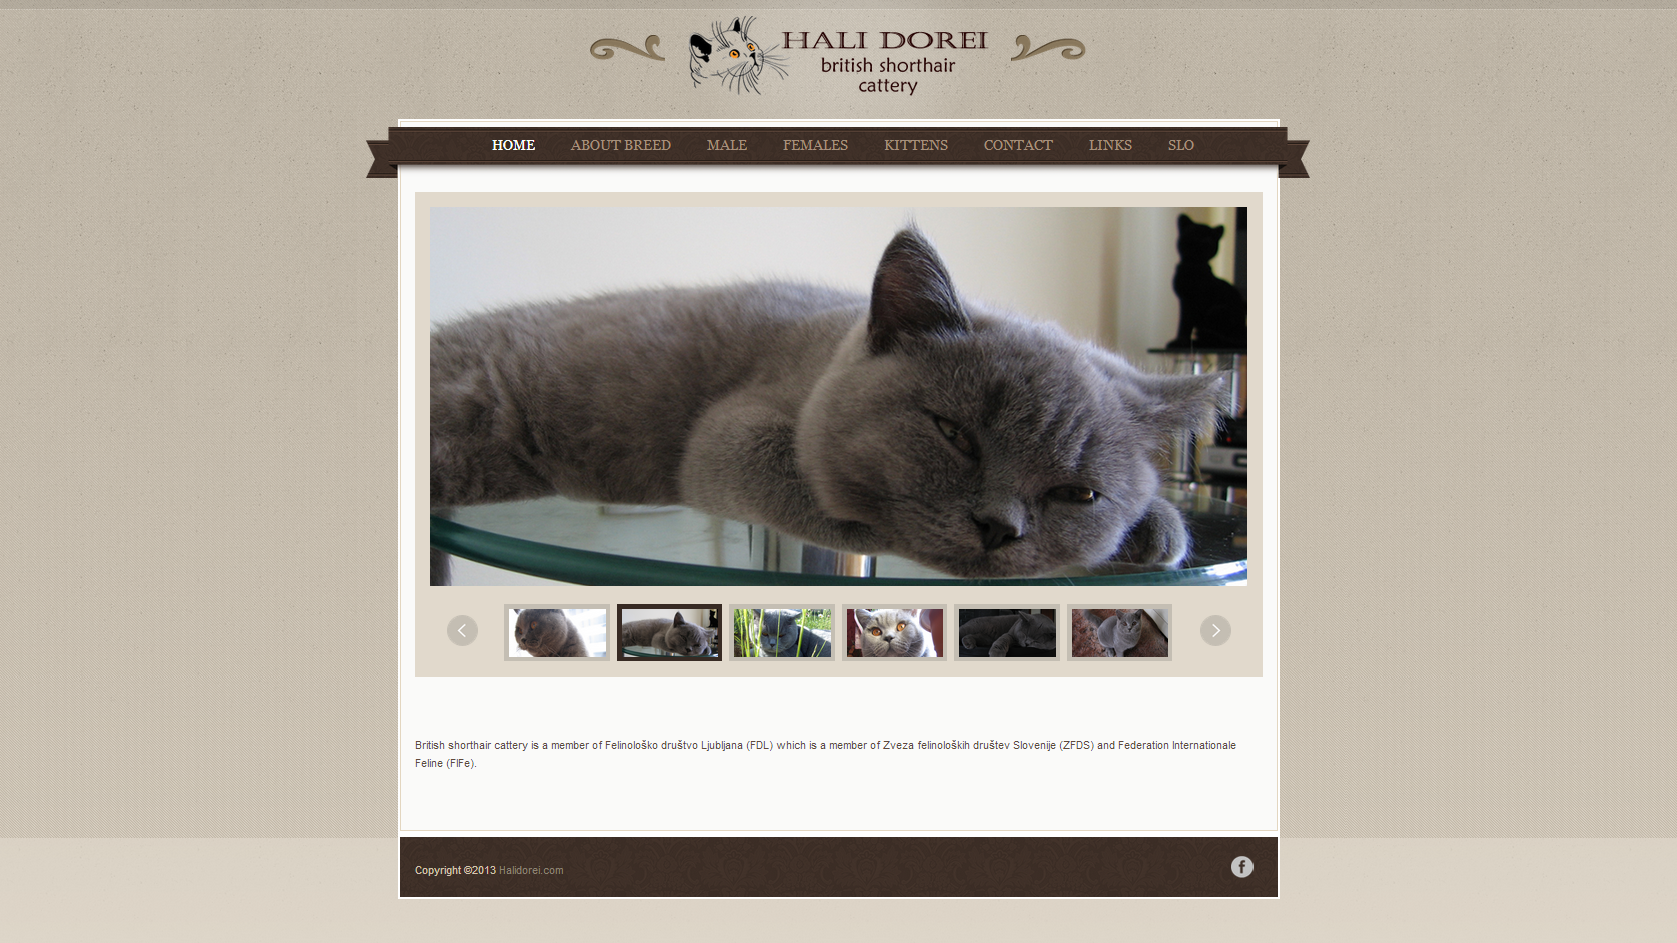 HALI DOREI
british shorthair
cattery
HOME ABOUT BREED MALE FEMALES KITTENS CONTACT LINKS SLO
British shorthair cattery is a member of Felinološko društvo Ljubljana (FDL) which is a member of Zveza felinoloških društev Slovenije (ZFDS) and Federation Internationale
Feline (FIFe).
Copyright ©2013 Halidorei.com